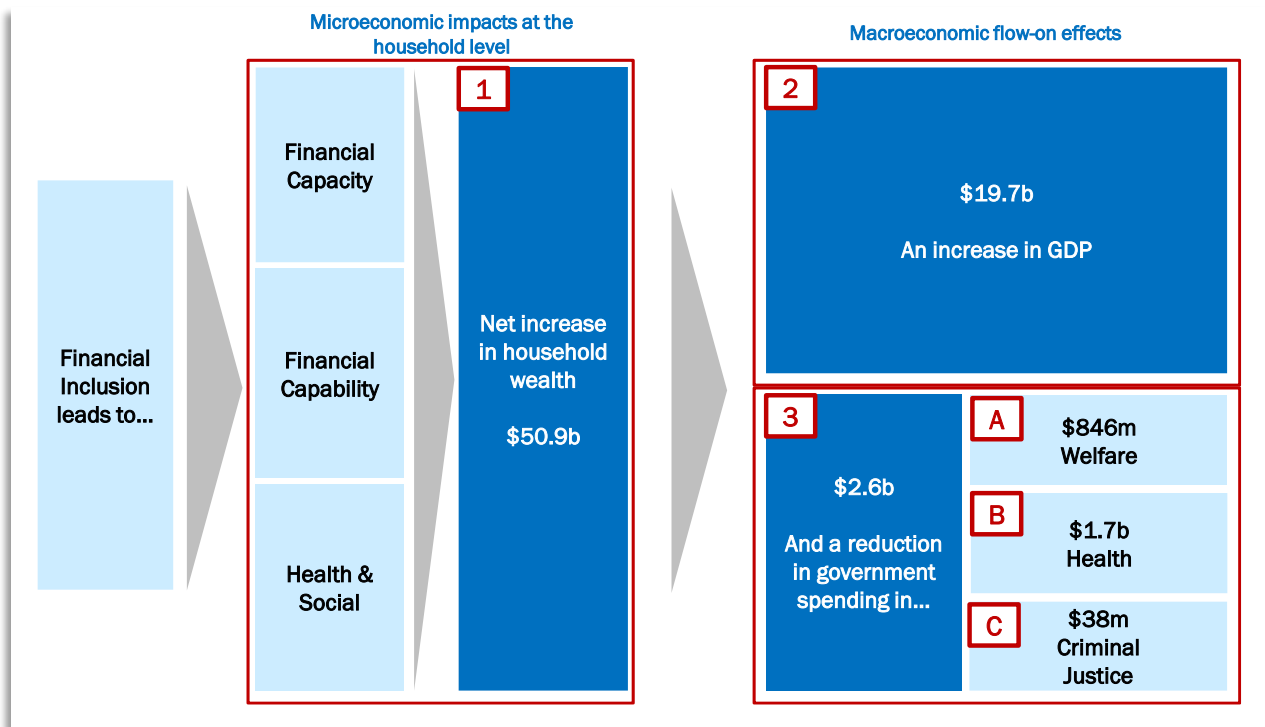 Microeconomic impacts at the
household level
Macroeconomic flow-on effects
Financial
Inclusion
leads to...
Financial
Capacity
Financial
Capability
Health &
Social
1
Net increase
in household
wealth
$50.9b
2
$19.7b
An increase in GDP
3
$2.6b
And a reduction
in government
spending in...
A
$846m
Welfare
B
$1.7b
Health
C
$38m
Criminal
Justice